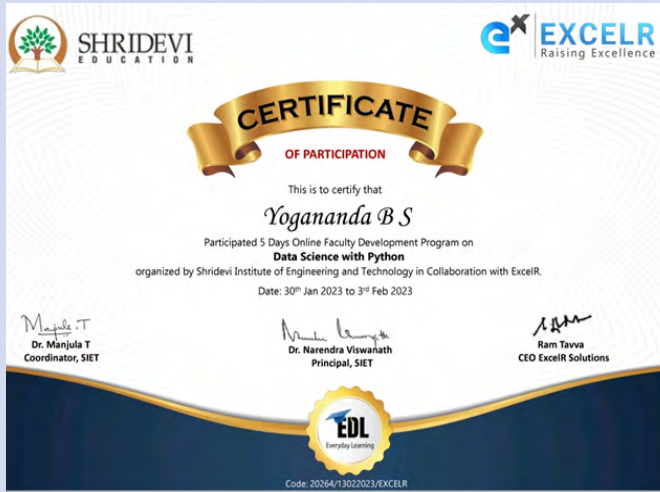 SHRIDEVI
EDUCATION
ex EXCELR
Raising Excellence
CERTIFICATE
OF PARTICIPATION
This is to certify that
Yogananda B S
Participated 5 Days Online Faculty Development Program on
Data Science with Python
organized by Shridevi Institute of Engineering and Technology in Collaboration with ExcelR.
Date: 30th Jan 2023 to 3rd Feb 2023
Manjula .T
Dr. Manjula T
Coordinator, SIET
Dr. Narendra Viswanath
Principal, SIET
Ram Tavva
CEO ExcelR Solutions
EDL
Everyday Learning
Code: 20264/13022023/EXCELR